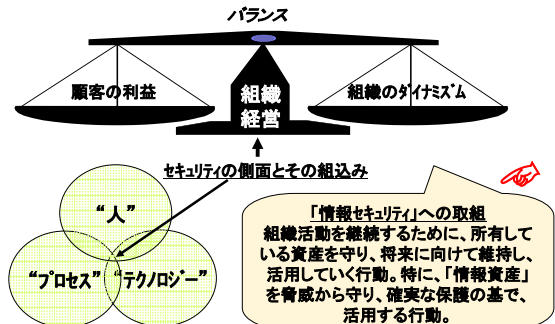 バランス
顧客の利益
組織のダイナミズム
組織
経営
セキュリティの側面とその組込み
“人”
“プロセス”
“テクノロジー”
「情報セキュリティ」への取組
組織活動を継続するために、所有して
いる資産を守り、将来に向けて維持し、
活用していく行動。特に、「情報資産」
を脅威から守り、確実な保護の基で、
活用する行動。